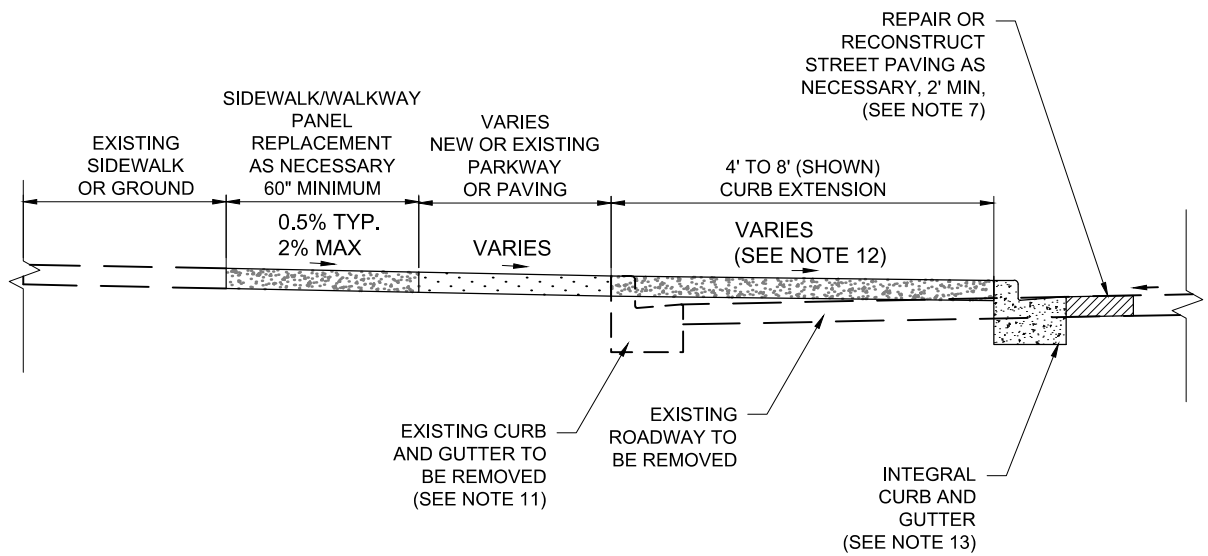 REPAIR OR
RECONSTRUCT
STREET PAVING AS
NECESSARY, 2' MIN,
(SEE NOTE 7)
SIDEWALK/WALKWAY
PANEL
REPLACEMENT
AS NECESSARY
60" MINIMUM
EXISTING
SIDEWALK
OR GROUND
VARIES
NEW OR EXISTING
PARKWAY
OR PAVING
4' TO 8' (SHOWN)
CURB EXTENSION
0.5% TYP.
2% MAX
VARIES
VARIES
(SEE NOTE 12)
EXISTING CURB
AND GUTTER TO
BE REMOVED
(SEE NOTE 11)
EXISTING
ROADWAY TO
BE REMOVED
INTEGRAL
CURB AND
GUTTER
(SEE NOTE 13)